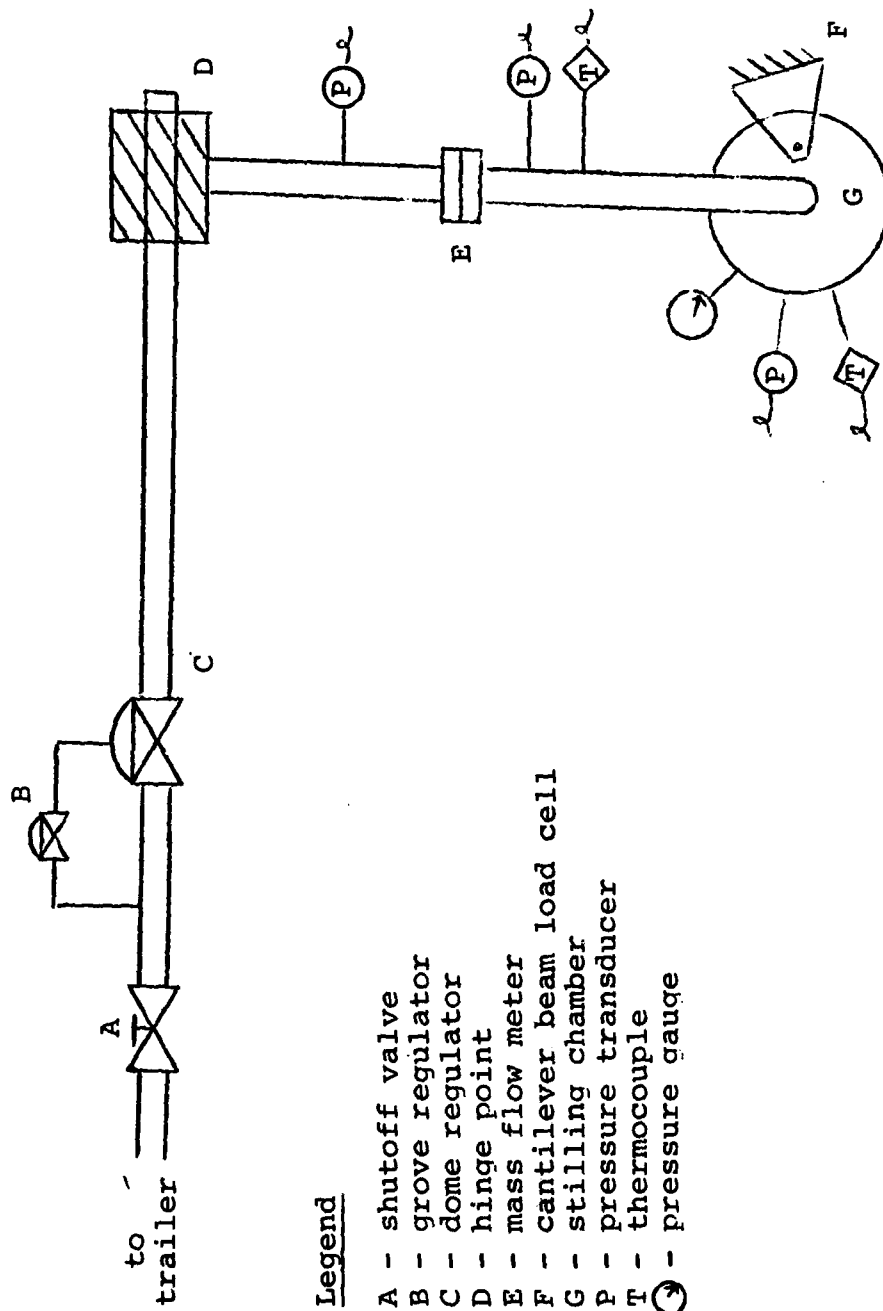 to
trailer
A
B
C
D
P
E
P
T
F
G
P
T
Legend
A - shutoff valve
B - grove regulator
C - dome regulator
D - hinge point
E - mass flow meter
F - cantilever beam load cell
G - stilling chamber
P - pressure transducer
T - thermocouple
- pressure gauge